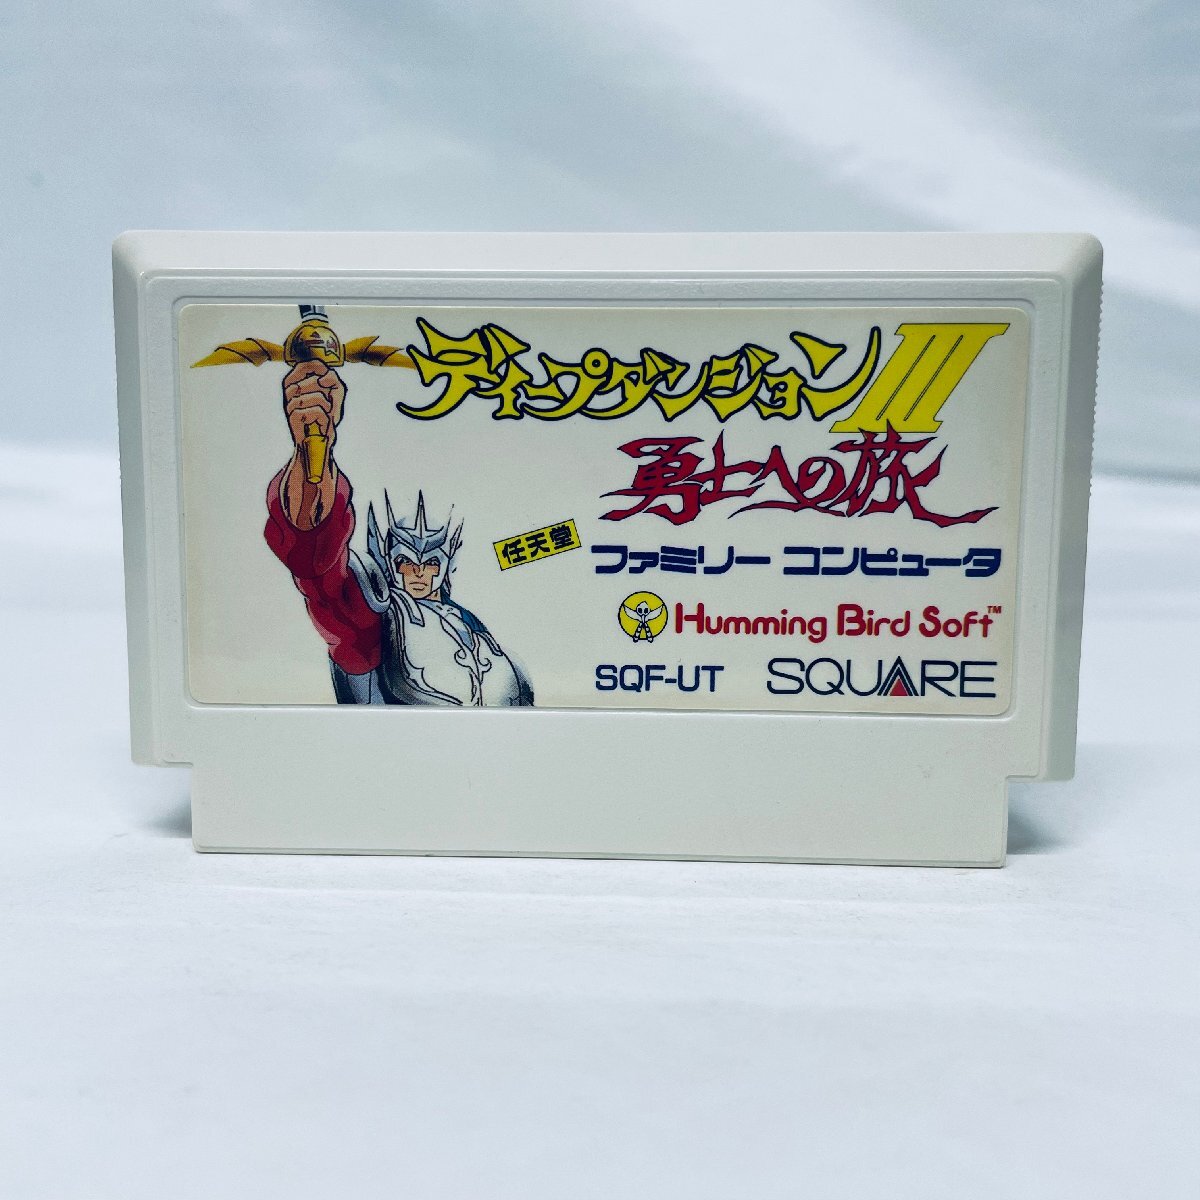 ディープダンジョンIII
勇士への旅
任天堂
ファミリー コンピュータ
Humming Bird Soft™
SQF-UT
SQUARE